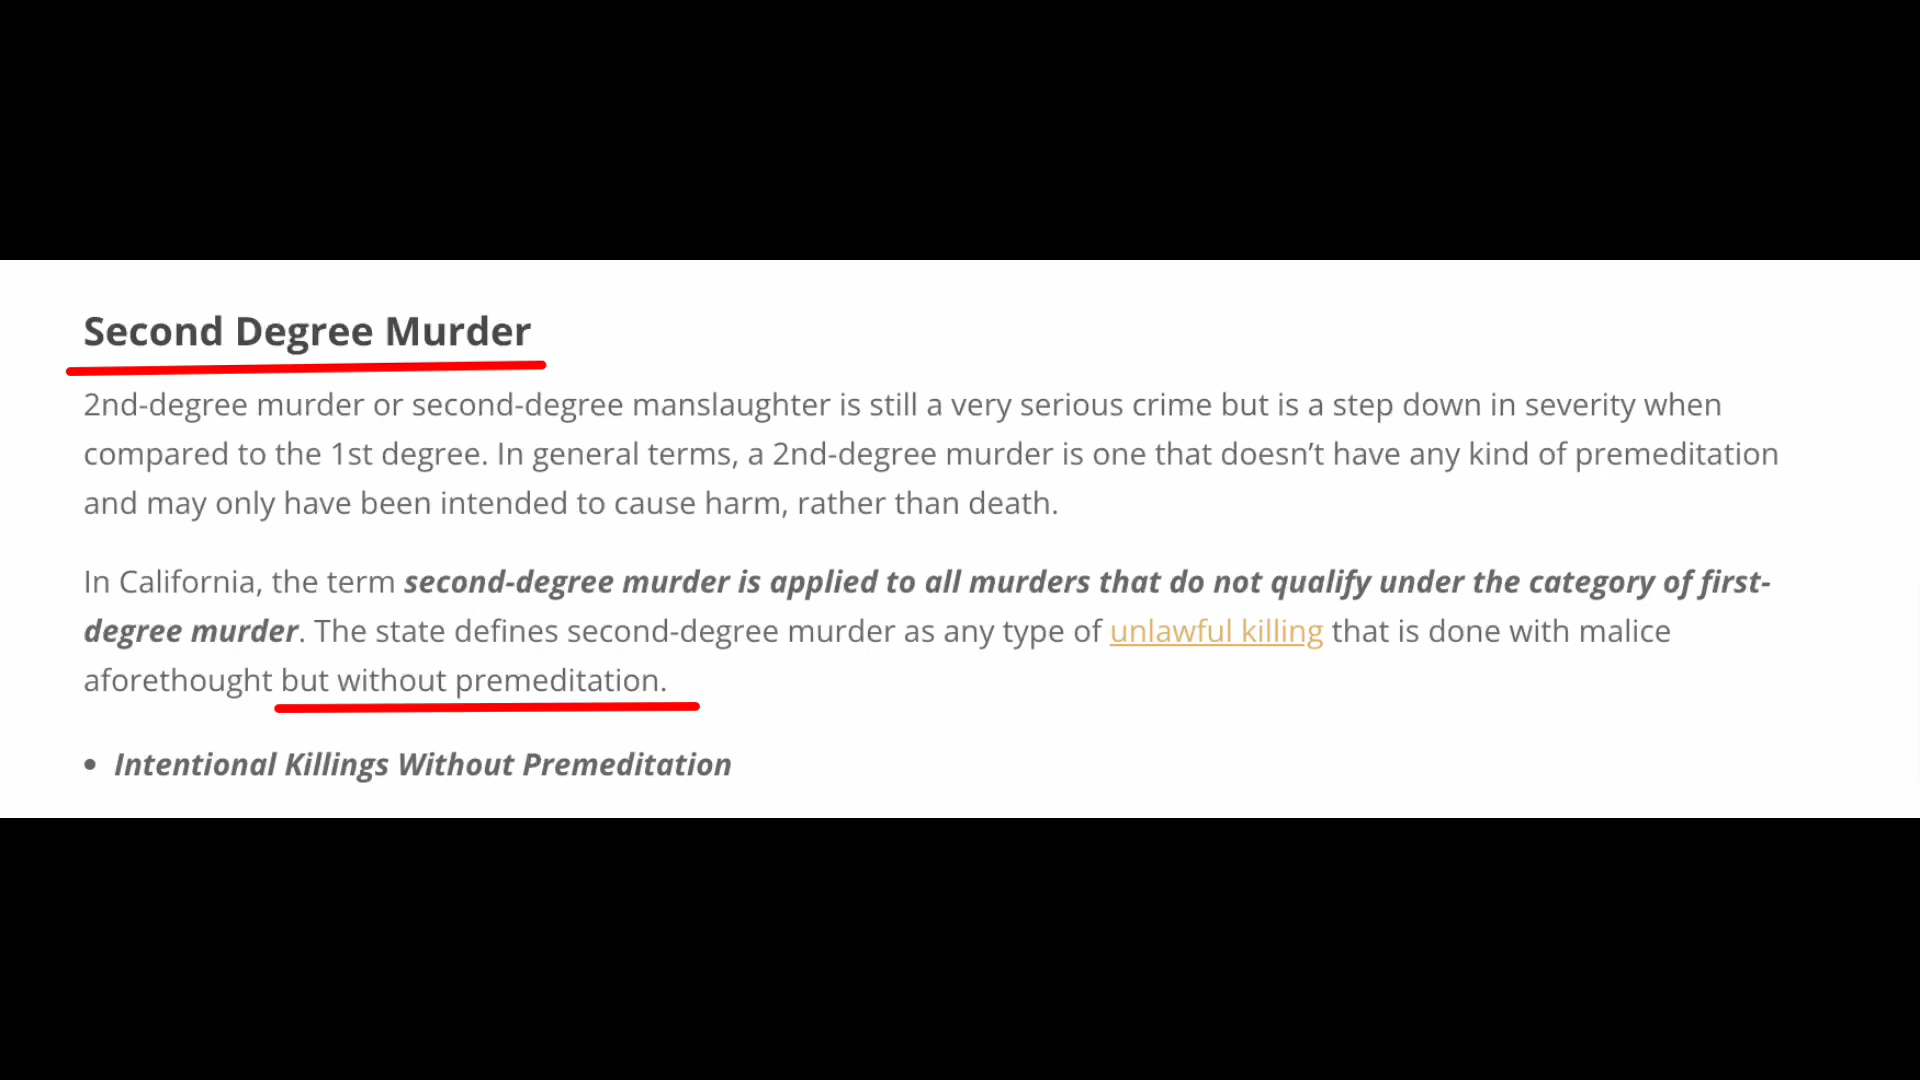 Second Degree Murder
2nd-degree murder or second-degree manslaughter is still a very serious crime but is a step down in severity when
compared to the 1st degree. In general terms, a 2nd-degree murder is one that doesn’t have any kind of premeditation
and may only have been intended to cause harm, rather than death.
In California, the term second-degree murder is applied to all murders that do not qualify under the category of first-
degree murder. The state defines second-degree murder as any type of unlawful killing that is done with malice
aforethought but without premeditation.
• Intentional Killings Without Premeditation